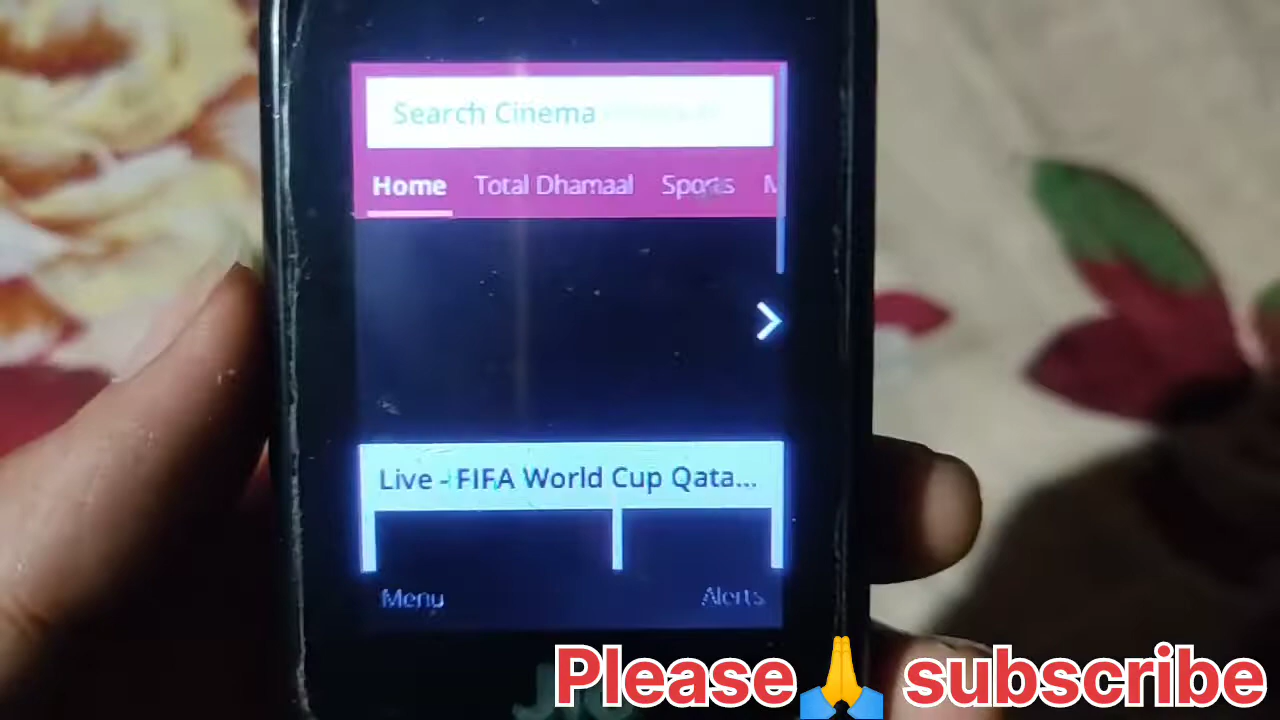 Search Cinema
Home Total Dhamaal Sports M
Live - FIFA World Cup Qata...
Menu Alerts
Please🙏subscribe